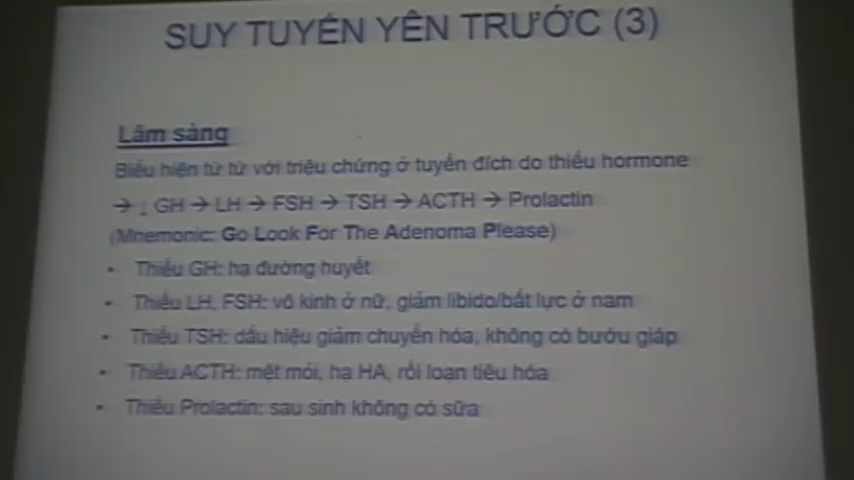 SUY TUYẾN YÊN TRƯỚC (3)
Lâm sàng
Biểu hiện từ từ với triệu chứng ở tuyến đích do thiếu hormone
→ ↓ GH → LH → FSH → TSH → ACTH → Prolactin
(Mnemonic: Go Look For The Adenoma Please)
• Thiếu GH: hạ đường huyết
• Thiếu LH, FSH: vô kinh ở nữ, giảm libido/bất lực ở nam
• Thiếu TSH: dấu hiệu giảm chuyển hóa, không có bướu giáp
• Thiếu ACTH: mệt mỏi, hạ HA, rối loạn tiêu hóa
• Thiếu Prolactin: sau sinh không có sữa